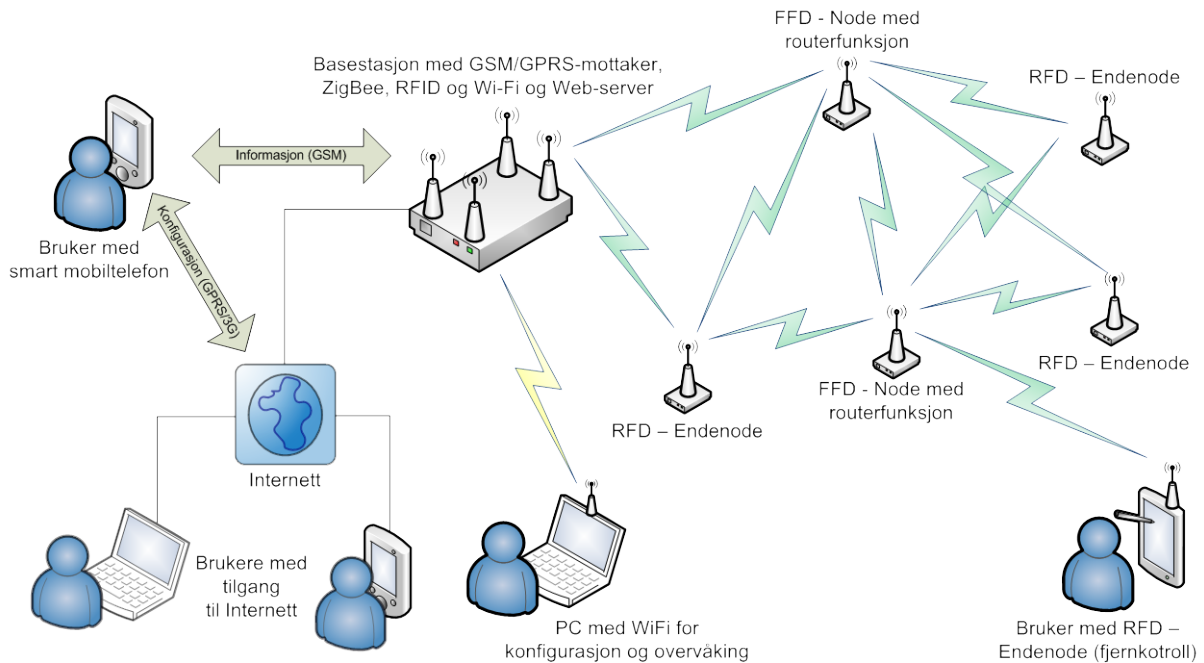 FFD - Node med
routerfunksjon
Basestasjon med GSM/GPRS-mottaker,
ZigBee, RFID og Wi-Fi og Web-server
RFD – Endenode
Informasjon (GSM)
Bruker med
smart mobiltelefon
Konfigurasjon (GPRS/3G)
RFD – Endenode
FFD - Node med
routerfunksjon
RFD – Endenode
Internett
Brukere med
tilgang
til Internett
PC med WiFi for
konfigurasjon og overvåking
Bruker med RFD –
Endenode (fjernkotroll)